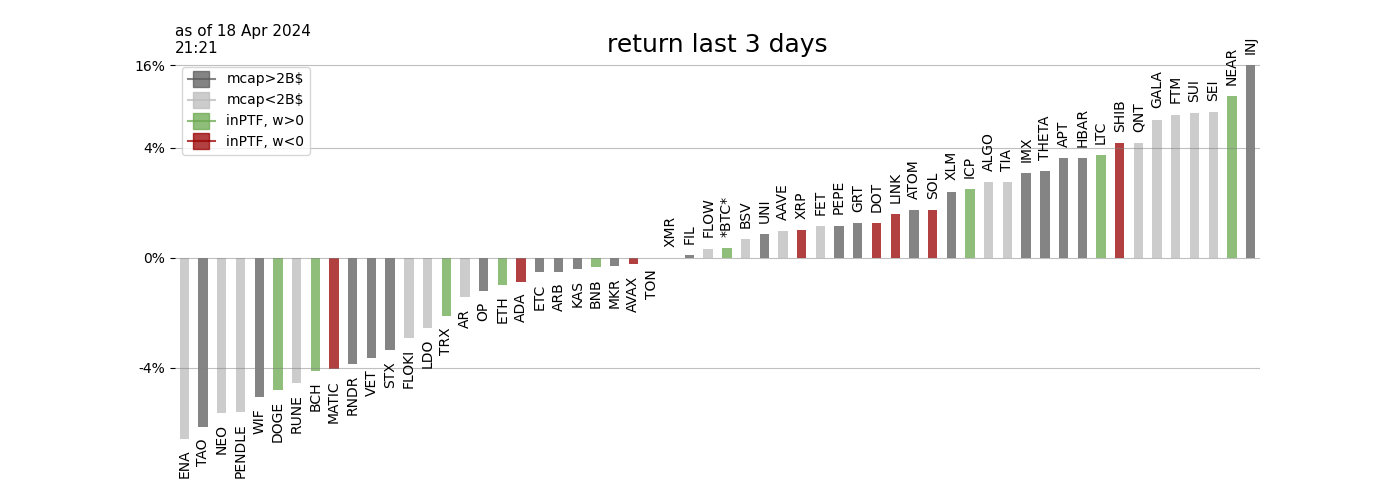 as of 18 Apr 2024
21:21
return last 3 days
16%
4%
0%
-4%
mcap>2B$
mcap<2B$
inPTF, w>0
inPTF, w<0
ENA
TAO
NEO
PENDLE
WIF
DOGE
RUNE
BCH
MATIC
RNDR
VET
STX
FLOKI
LDO
TRX
AR
OP
ETH
ADA
ETC
ARB
KAS
BNB
MKR
AVAX
TON
XMR
FIL
FLOW
*BTC*
BSV
UNI
AAVE
XRP
FET
PEPE
GRT
DOT
LINK
ATOM
SOL
XLM
ICP
ALGO
TIA
IMX
THETA
APT
HBAR
LTC
SHIB
QNT
GALA
FTM
SUI
SEI
NEAR
INJ